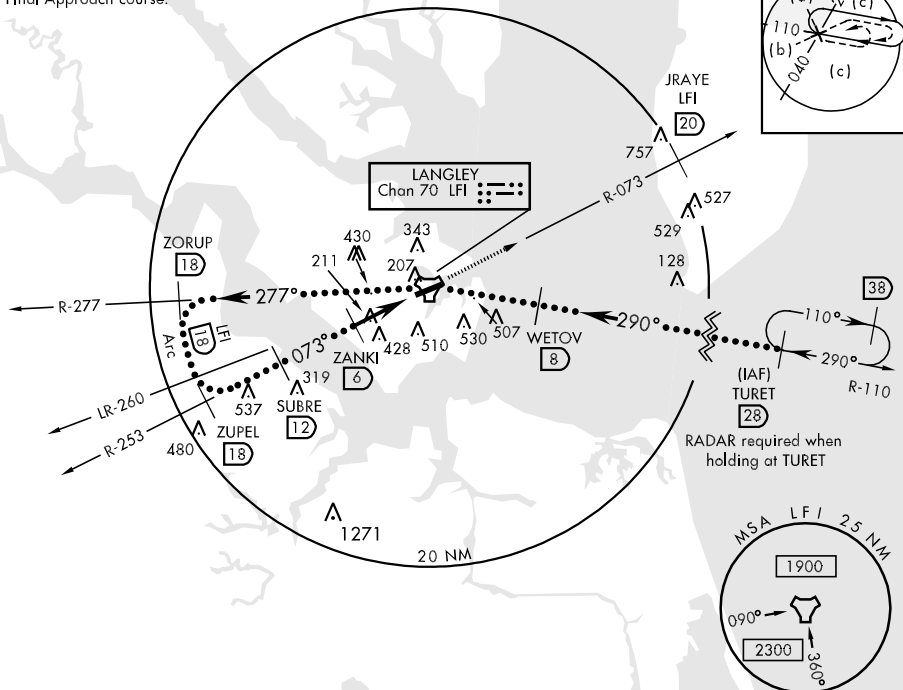 Final Approach course.
110
(c)
(b)
040
(c)
JRAYE
LFI
20
757
R-073
LANGLEY
Chan 70 LFI
527
529
128
ZORUP
18
430
343
211
207
R-277
277°
LFI
18
Arc
073°
ZANKI
6
428
510
530
507
WETOV
8
290°
38
110°
290°
R-110
(IAF)
TURET
28
RADAR required when
holding at TURET
LR-260
R-253
319
SUBRE
12
537
ZUPEL
18
480
1271
20 NM
MSA LFI 25 NM
1900
090°
2300
360°